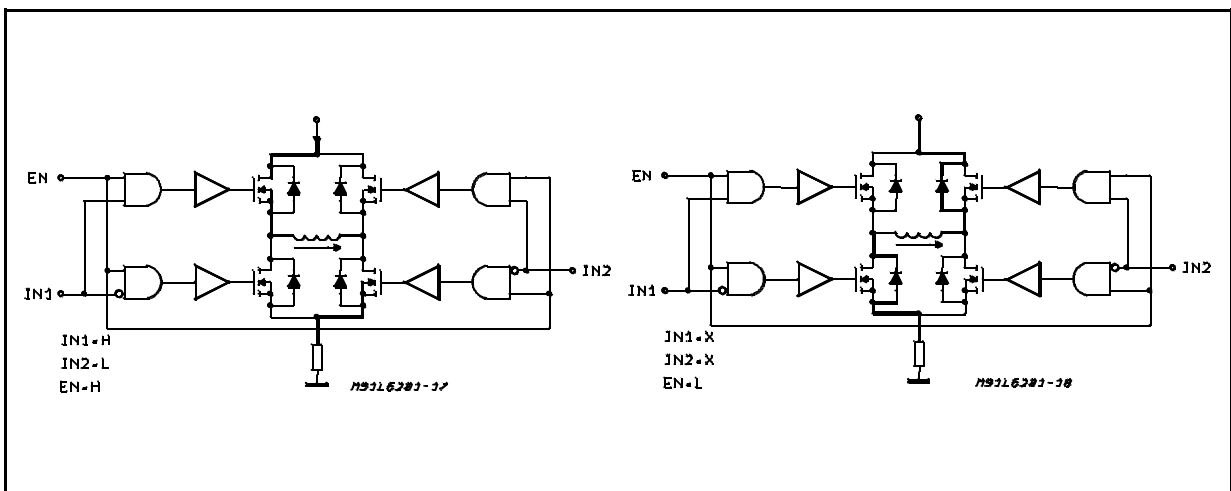 EN
IN1
IN2
IN1=H
IN2=L
EN=H
EN
IN1
IN2
IN1=X
IN2=X
EN=L